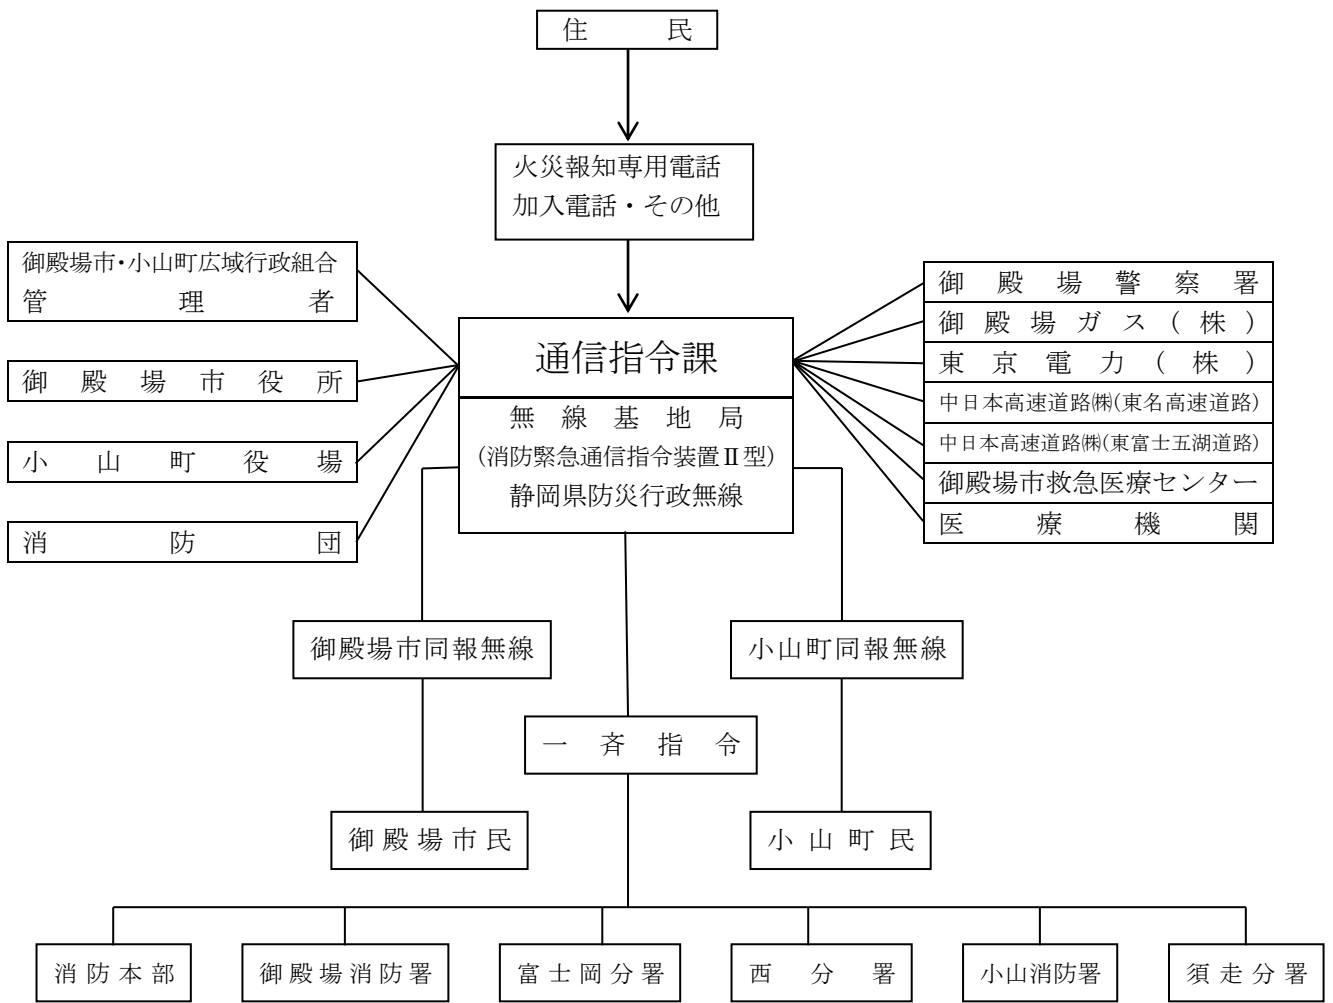 住民
火災報知専用電話
加入電話・その他
御殿場市・小山町広域行政組合
管理者
御殿場市役所
小山町役場
消防団
通信指令課
無線基地局
(消防緊急通信指令装置Ⅱ型)
静岡県防災行政無線
御殿場警察署
御殿場ガス(株)
東京電力(株)
中日本高速道路㈱(東名高速道路)
中日本高速道路㈱(東富士五湖道路)
御殿場市救急医療センター
医療機関
御殿場市同報無線
小山町同報無線
一斉指令
御殿場市民
小山町民
消防本部
御殿場消防署
富士岡分署
西分署
小山消防署
須走分署